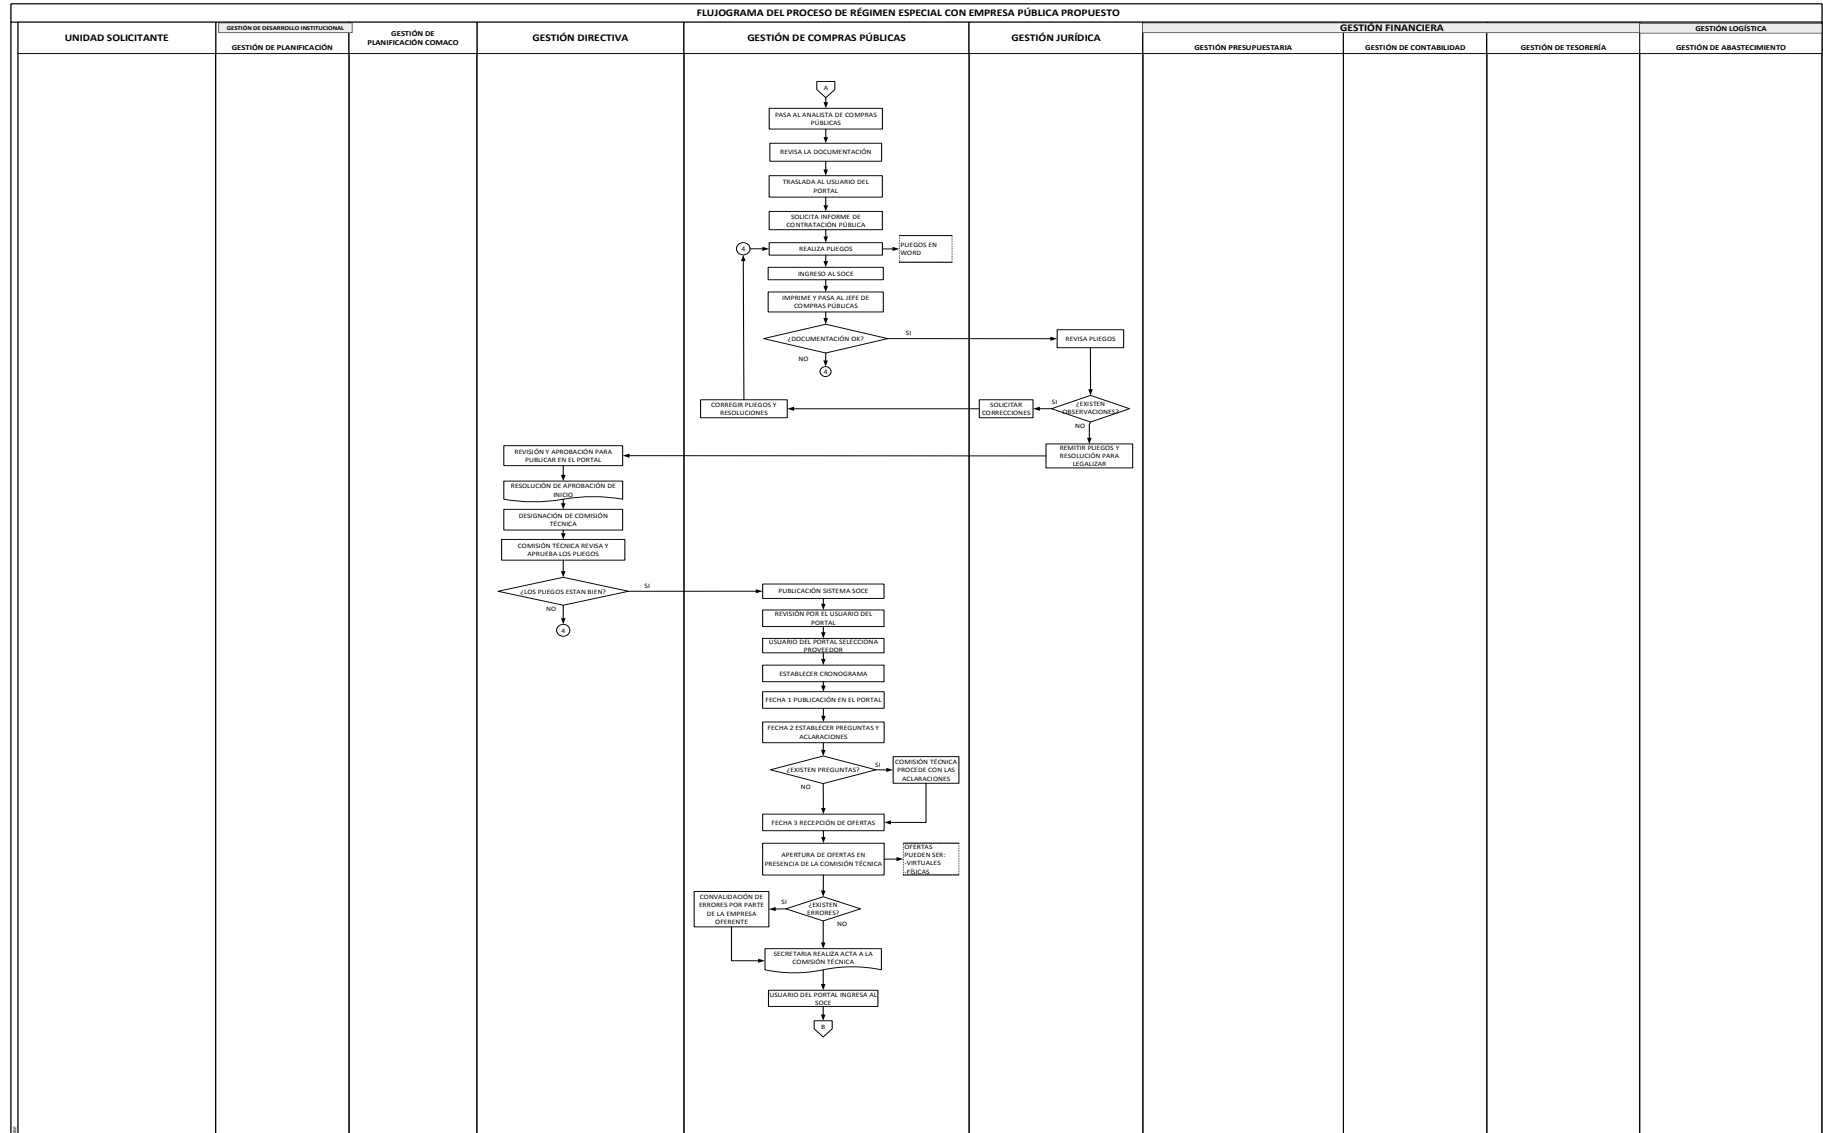 FLUJOGRAMA DEL PROCESO DE RÉGIMEN ESPECIAL CON EMPRESA PÚBLICA PROPUESTO
UNIDAD SOLICITANTE
GESTIÓN DE DESARROLLO INSTITUCIONAL
GESTIÓN DE PLANIFICACIÓN
GESTIÓN DE
PLANIFICACIÓN COMACO
GESTIÓN DIRECTIVA
GESTIÓN DE COMPRAS PÚBLICAS
GESTIÓN JURÍDICA
GESTIÓN FINANCIERA
GESTIÓN PRESUPUESTARIA
GESTIÓN DE CONTABILIDAD
GESTIÓN DE TESORERÍA
GESTIÓN LOGÍSTICA
GESTIÓN DE ABASTECIMIENTO
A
PASA AL ANALISTA DE COMPRAS
PÚBLICAS
REVISA LA DOCUMENTACIÓN
TRASLADA AL USUARIO DEL
PORTAL
SOLICITA INFORME DE
CONTRATACIÓN PÚBLICA
4
REALIZA PLIEGOS
PLIEGOS EN
WORD
INGRESO AL SOCE
IMPRIME Y PASA AL JEFE DE
COMPRAS PÚBLICAS
¿DOCUMENTACIÓN OK?
SI
NO
4
REVISA PLIEGOS
¿EXISTEN
OBSERVACIONES?
SI
NO
SOLICITAR
CORRECCIONES
CORREGIR PLIEGOS Y
RESOLUCIONES
REMITIR PLIEGOS Y
RESOLUCIÓN PARA
LEGALIZAR
REVISIÓN Y APROBACIÓN PARA
PUBLICAR EN EL PORTAL
RESOLUCIÓN DE APROBACIÓN DE
INICIO
DESIGNACIÓN DE COMISIÓN
TÉCNICA
COMISIÓN TÉCNICA REVISA Y
APRUEBA LOS PLIEGOS
¿LOS PLIEGOS ESTAN BIEN?
SI
NO
4
PUBLICACIÓN SISTEMA SOCE
REVISIÓN POR EL USUARIO DEL
PORTAL
USUARIO DEL PORTAL SELECCIONA
PROVEEDOR
ESTABLECER CRONOGRAMA
FECHA 1 PUBLICACIÓN EN EL PORTAL
FECHA 2 ESTABLECER PREGUNTAS Y
ACLARACIONES
¿EXISTEN PREGUNTAS?
SI
NO
COMISIÓN TÉCNICA
PROCEDE CON LAS
ACLARACIONES
FECHA 3 RECEPCIÓN DE OFERTAS
APERTURA DE OFERTAS EN
PRESENCIA DE LA COMISIÓN TÉCNICA
OFERTAS
PUEDEN SER:
-VIRTUALES
-FÍSICAS
¿EXISTEN
ERRORES?
SI
NO
CONVALIDACIÓN DE
ERRORES POR PARTE
DE LA EMPRESA
OFERENTE
SECRETARIA REALIZA ACTA A LA
COMISIÓN TÉCNICA
USUARIO DEL PORTAL INGRESA AL
SOCE
B